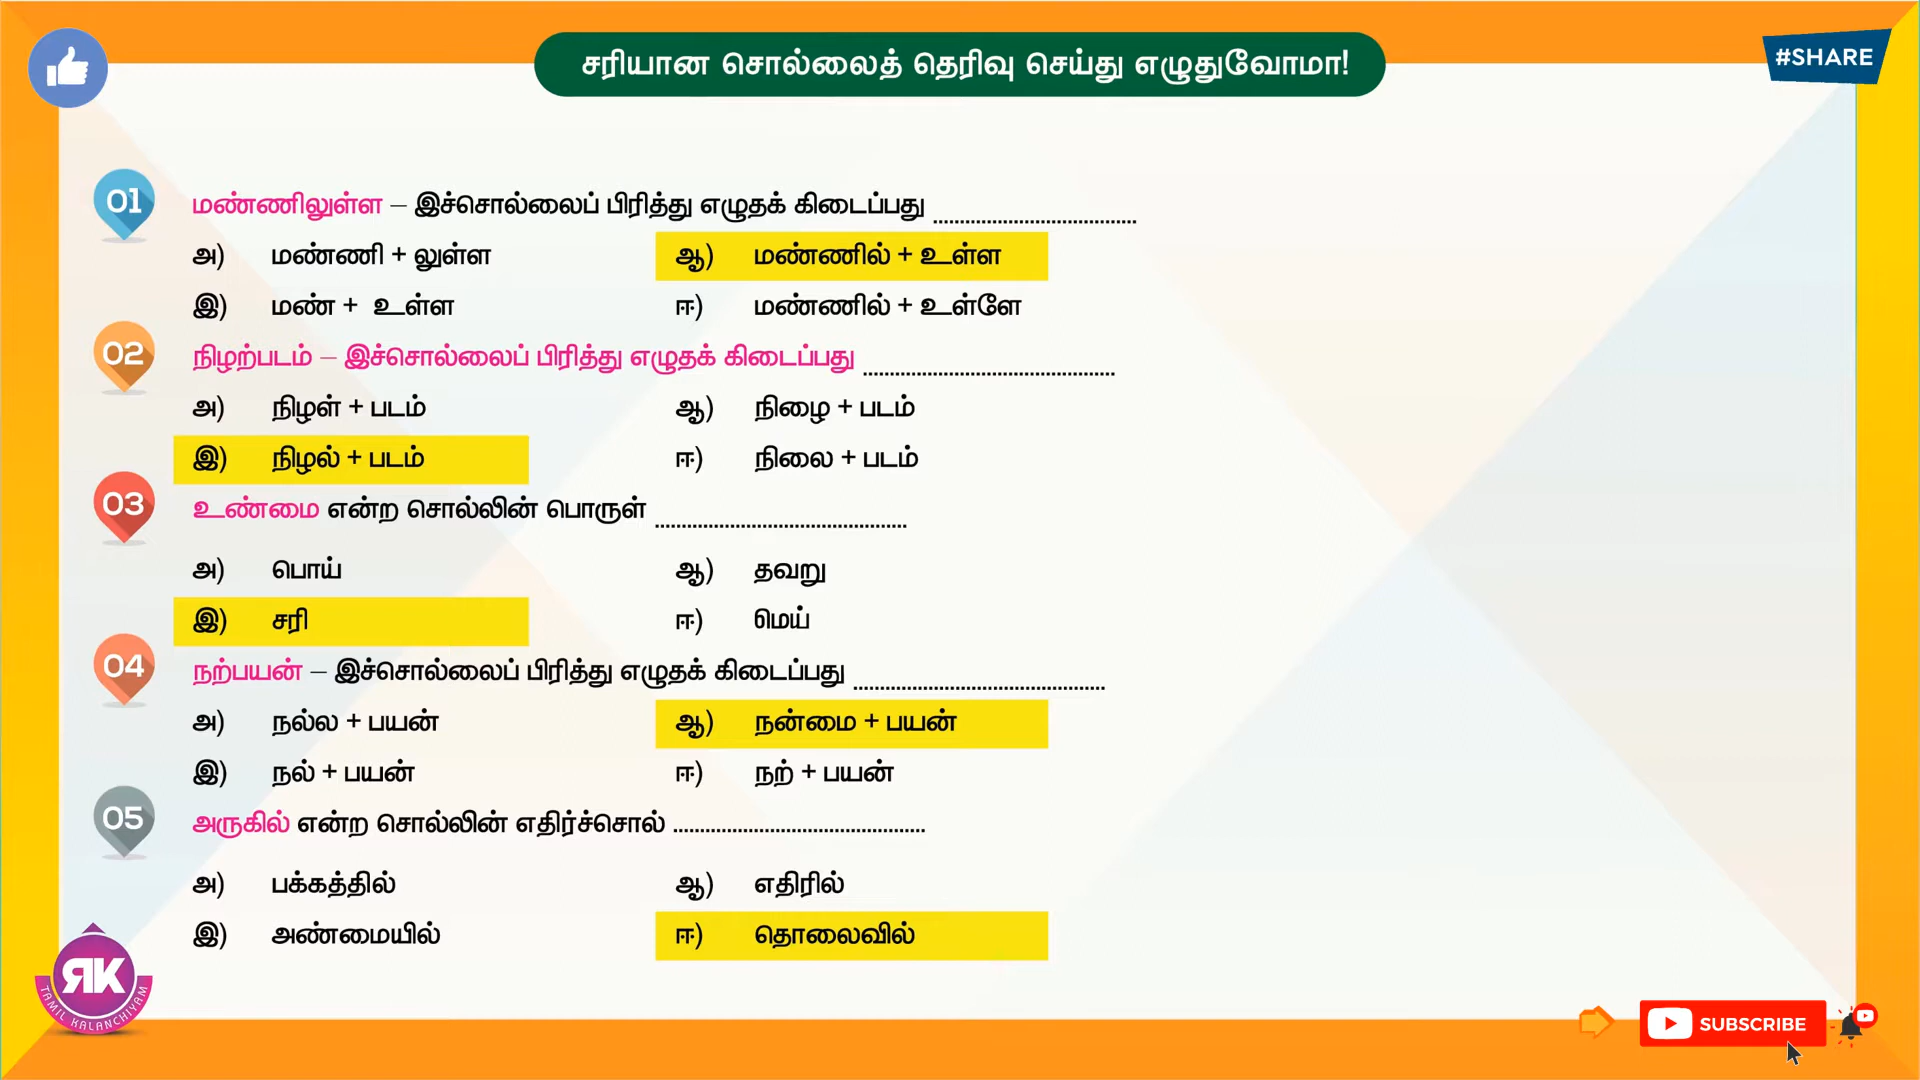 சரியான சொல்லைத் தெரிவு செய்து எழுதுவோமா!
#SHARE
01 மண்ணிலுள்ள – இச்சொல்லைப் பிரித்து எழுதக் கிடைப்பது ......................................
அ) மண்ணி + லுள்ள ஆ) மண்ணில் + உள்ள
இ) மண் + உள்ள ஈ) மண்ணில் + உள்ளே
02 நிழற்படம் – இச்சொல்லைப் பிரித்து எழுதக் கிடைப்பது ...............................................
அ) நிழள் + படம் ஆ) நிழை + படம்
இ) நிழல் + படம் ஈ) நிலை + படம்
03 உண்மை என்ற சொல்லின் பொருள் ...............................................
அ) பொய் ஆ) தவறு
இ) சரி ஈ) மெய்
04 நற்பயன் – இச்சொல்லைப் பிரித்து எழுதக் கிடைப்பது ...............................................
அ) நல்ல + பயன் ஆ) நன்மை + பயன்
இ) நல் + பயன் ஈ) நற் + பயன்
05 அருகில் என்ற சொல்லின் எதிர்ச்சொல் ...............................................
அ) பக்கத்தில் ஆ) எதிரில்
இ) அண்மையில் ஈ) தொலைவில்
RK
TAMIL KALANCHIYAM
SUBSCRIBE